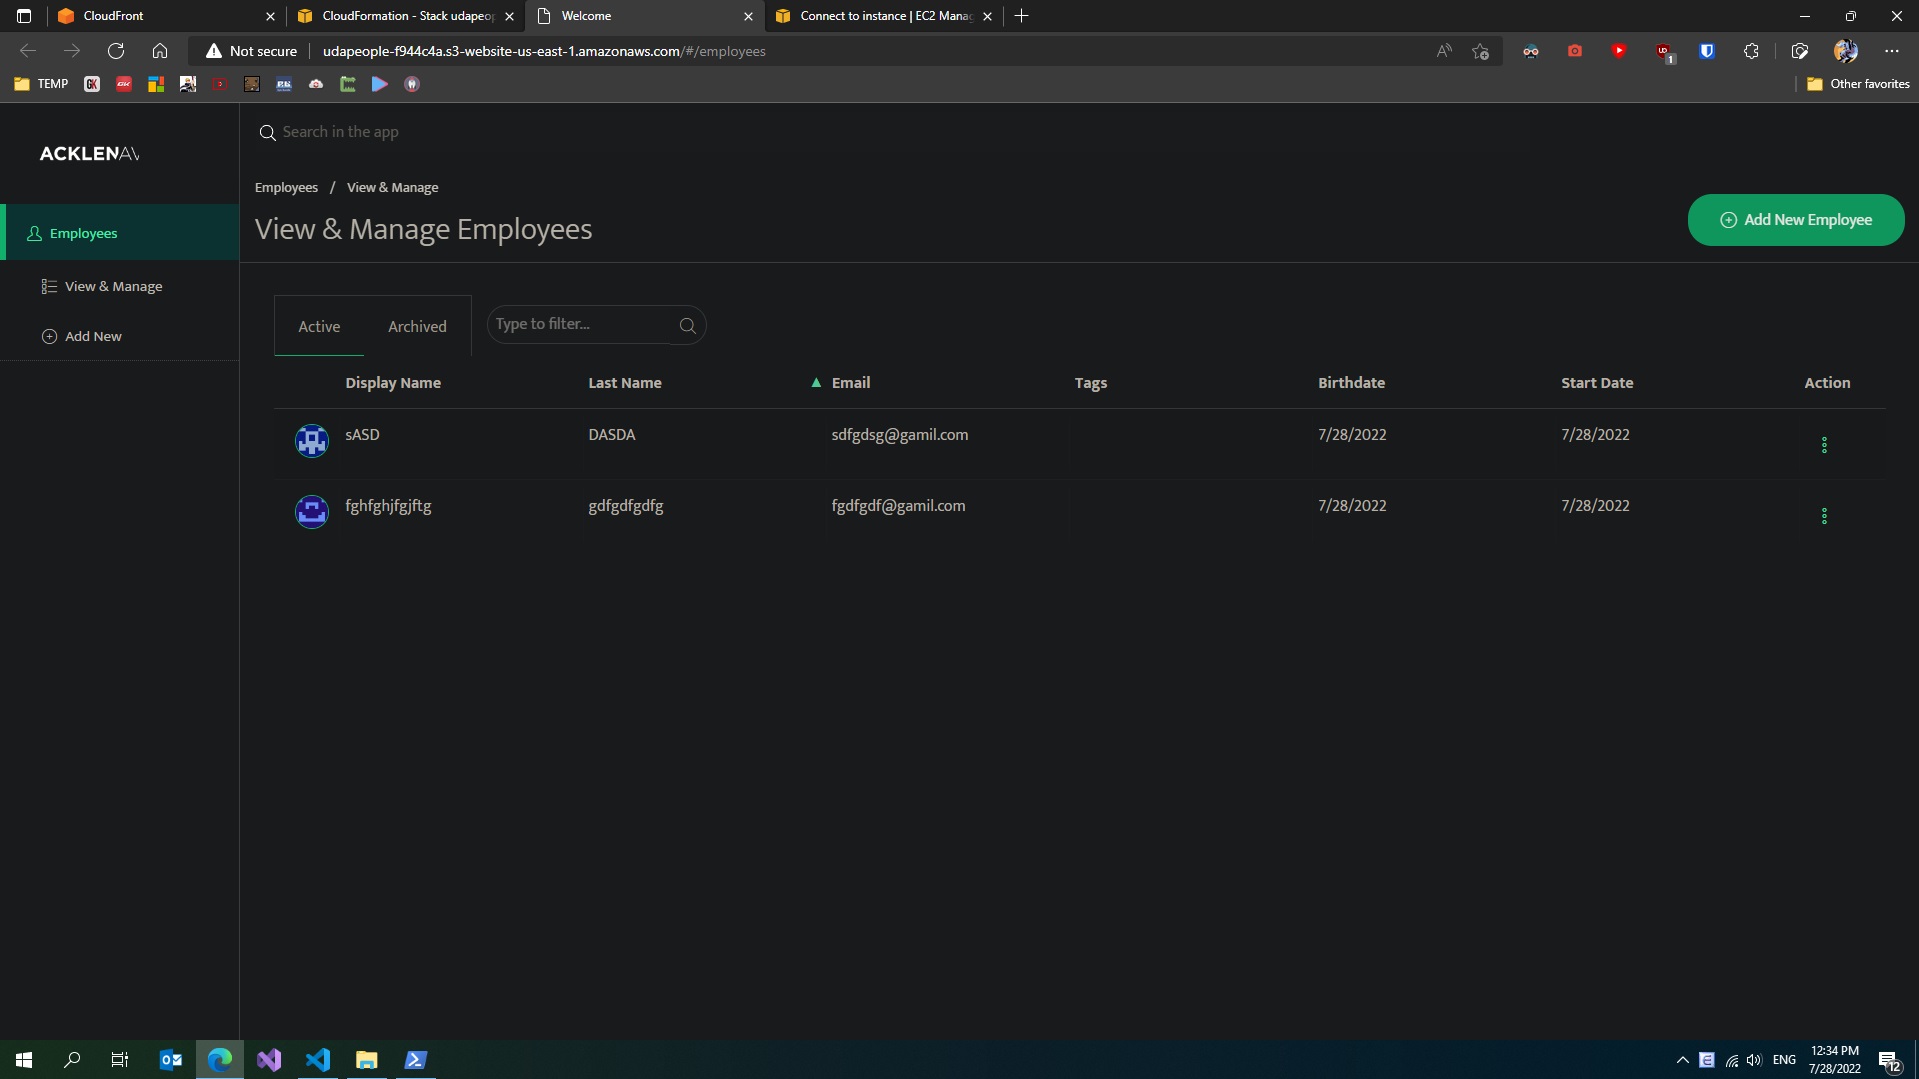 CloudFront
CloudFormation - Stack udapeop
Welcome
Connect to instance | EC2 Manag
Not secure
udapeople-f944c4a.s3-website-us-east-1.amazonaws.com/#/employees
1
TEMP
Other favorites
ACKLENAV
Search in the app
Employees / View & Manage
View & Manage Employees
Add New Employee
Employees
View & Manage
Add New
Active
Archived
Type to filter...
Display Name Last Name ▲ Email Tags Birthdate Start Date Action
sASD DASDA sdfgdsg@gamil.com 7/28/2022 7/28/2022
fghfghjfgjftg gdfgdfgdfg fgdfgdf@gamil.com 7/28/2022 7/28/2022
ENG
12:34 PM
7/28/2022
12